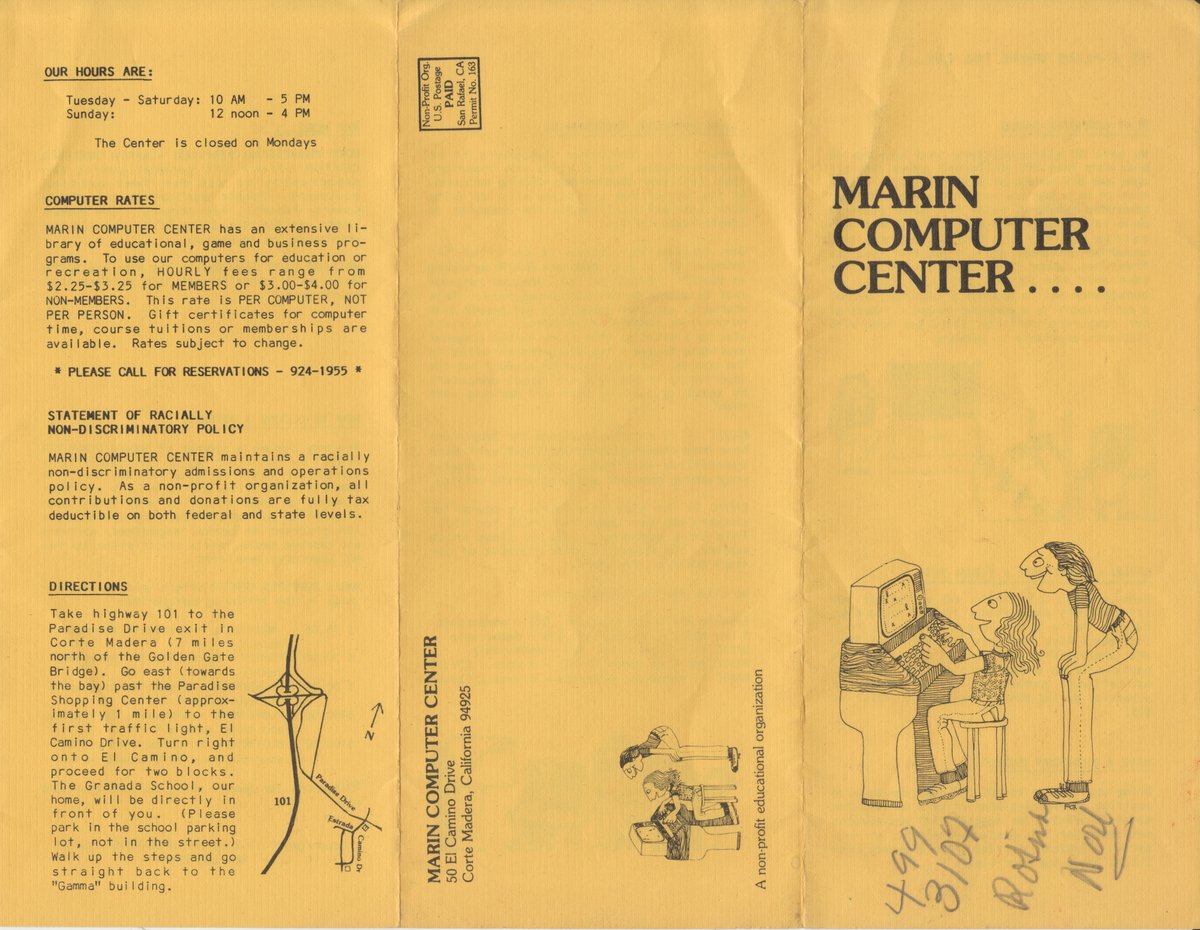 OUR HOURS ARE:
Tuesday - Saturday: 10 AM - 5 PM
Sunday: 12 noon - 4 PM
The Center is closed on Mondays
COMPUTER RATES
MARIN COMPUTER CENTER has an extensive li-
brary of educational, game and business pro-
grams. To use our computers for education or
recreation, HOURLY fees range from
$2.25-$3.25 for MEMBERS or $3.00-$4.00 for
NON-MEMBERS. This rate is PER COMPUTER, NOT
PER PERSON. Gift certificates for computer
time, course tuitions or memberships are
available. Rates subject to change.
* PLEASE CALL FOR RESERVATIONS - 924-1955 *
STATEMENT OF RACIALLY
NON-DISCRIMINATORY POLICY
MARIN COMPUTER CENTER maintains a racially
non-discriminatory admissions and operations
policy. As a non-profit organization, all
contributions and donations are fully tax
deductible on both federal and state levels.
DIRECTIONS
Take highway 101 to the
Paradise Drive exit in
Corte Madera (7 miles
north of the Golden Gate
Bridge). Go east (towards
the bay) past the Paradise
Shopping Center (approx-
imately 1 mile) to the
first traffic light, El
Camino Drive. Turn right
onto El Camino, and
proceed for two blocks.
The Granada School, our
home, will be directly in
front of you. (Please
park in the school parking
lot, not in the street.)
Walk up the steps and go
straight back to the
"Gamma" building.
N
101
Paradise Drive
Estrada
Camino Dr
Non-Profit Org.
U.S. Postage
PAID
San Rafael, CA
Permit No. 163
MARIN COMPUTER CENTER
50 El Camino Drive
Corte Madera, California 94925
A non-profit educational organization
MARIN
COMPUTER
CENTER....
499
3107